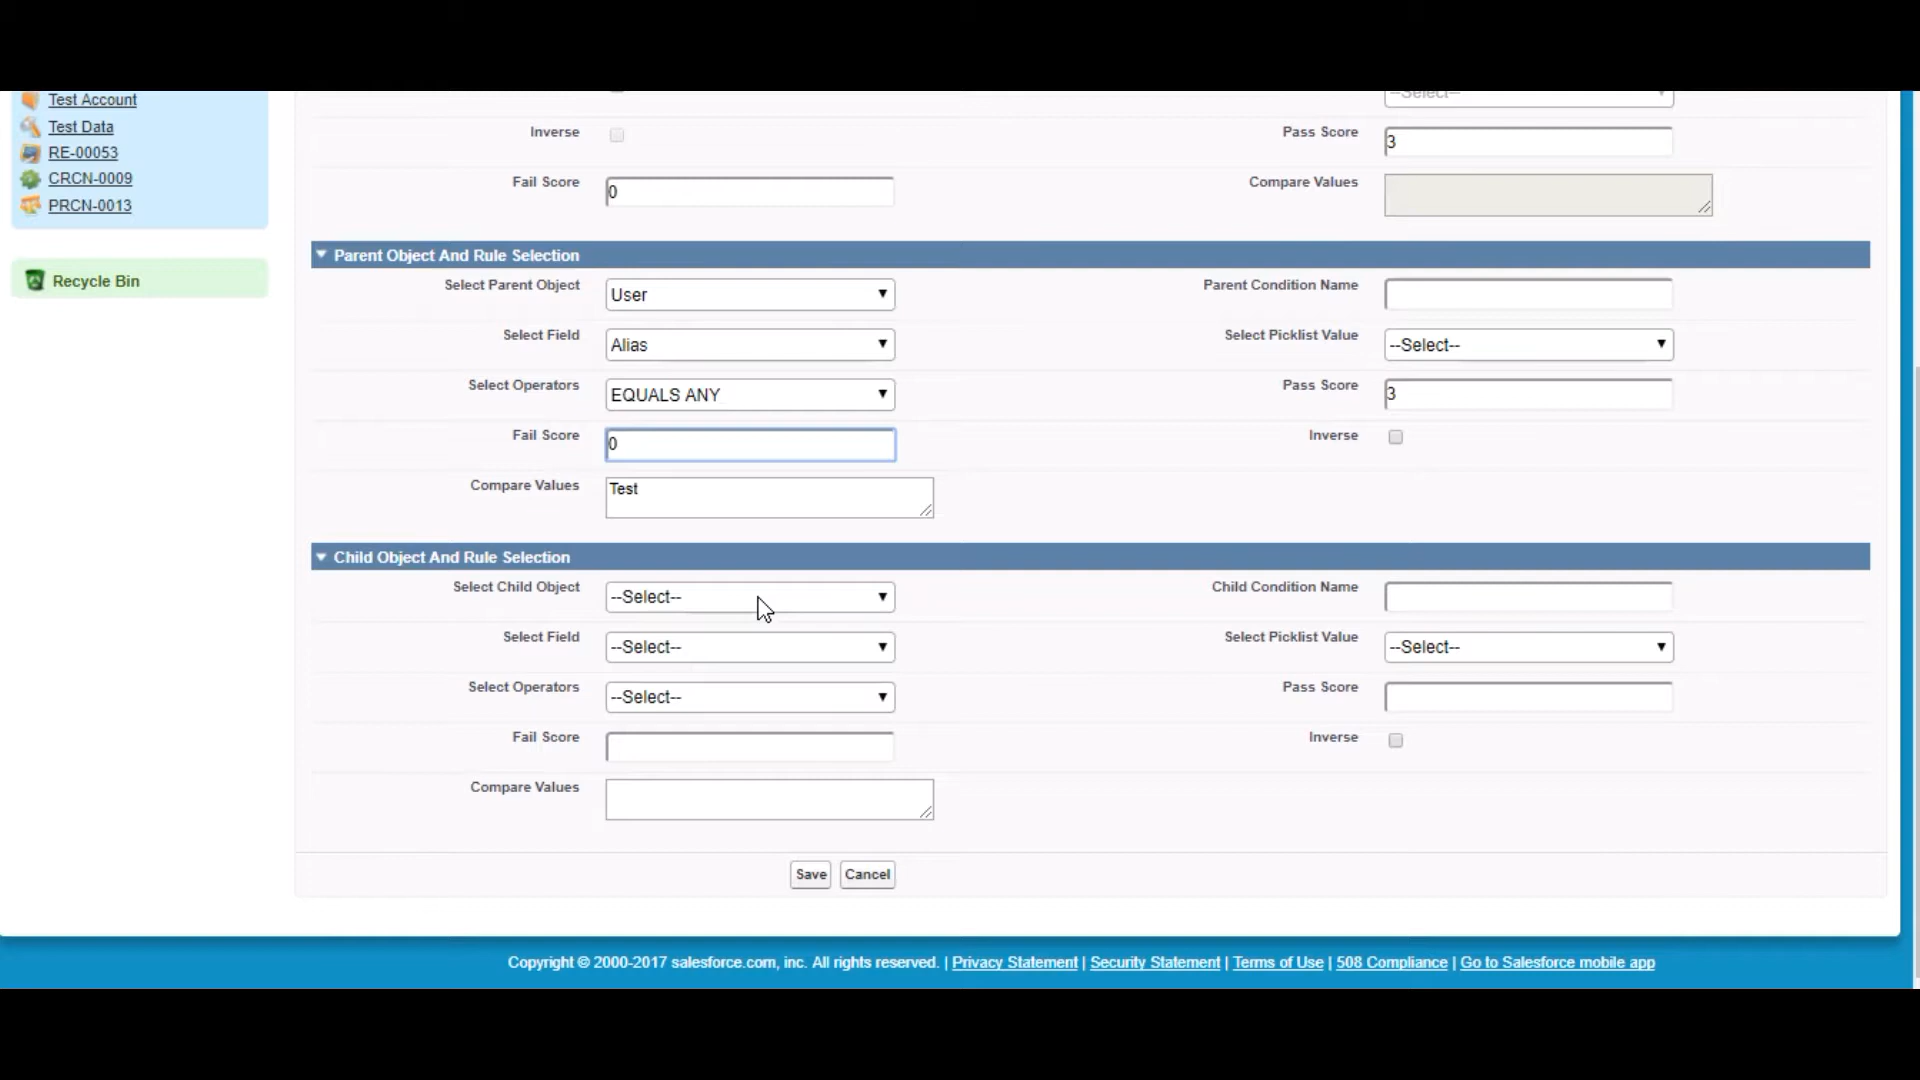 Test Account
--Select--
Test Data
Inverse
Pass Score
3
RE-00053
CRCN-0009
Fail Score
0
Compare Values
PRCN-0013
Parent Object And Rule Selection
Recycle Bin
Select Parent Object
User
Parent Condition Name
Select Field
Alias
Select Picklist Value
--Select--
Select Operators
EQUALS ANY
Pass Score
3
Fail Score
0
Inverse
Compare Values
Test
Child Object And Rule Selection
Select Child Object
--Select--
Child Condition Name
Select Field
--Select--
Select Picklist Value
--Select--
Select Operators
--Select--
Pass Score
Fail Score
Inverse
Compare Values
Save
Cancel
Copyright © 2000-2017 salesforce.com, inc. All rights reserved. | Privacy Statement | Security Statement | Terms of Use | 508 Compliance | Go to Salesforce mobile app